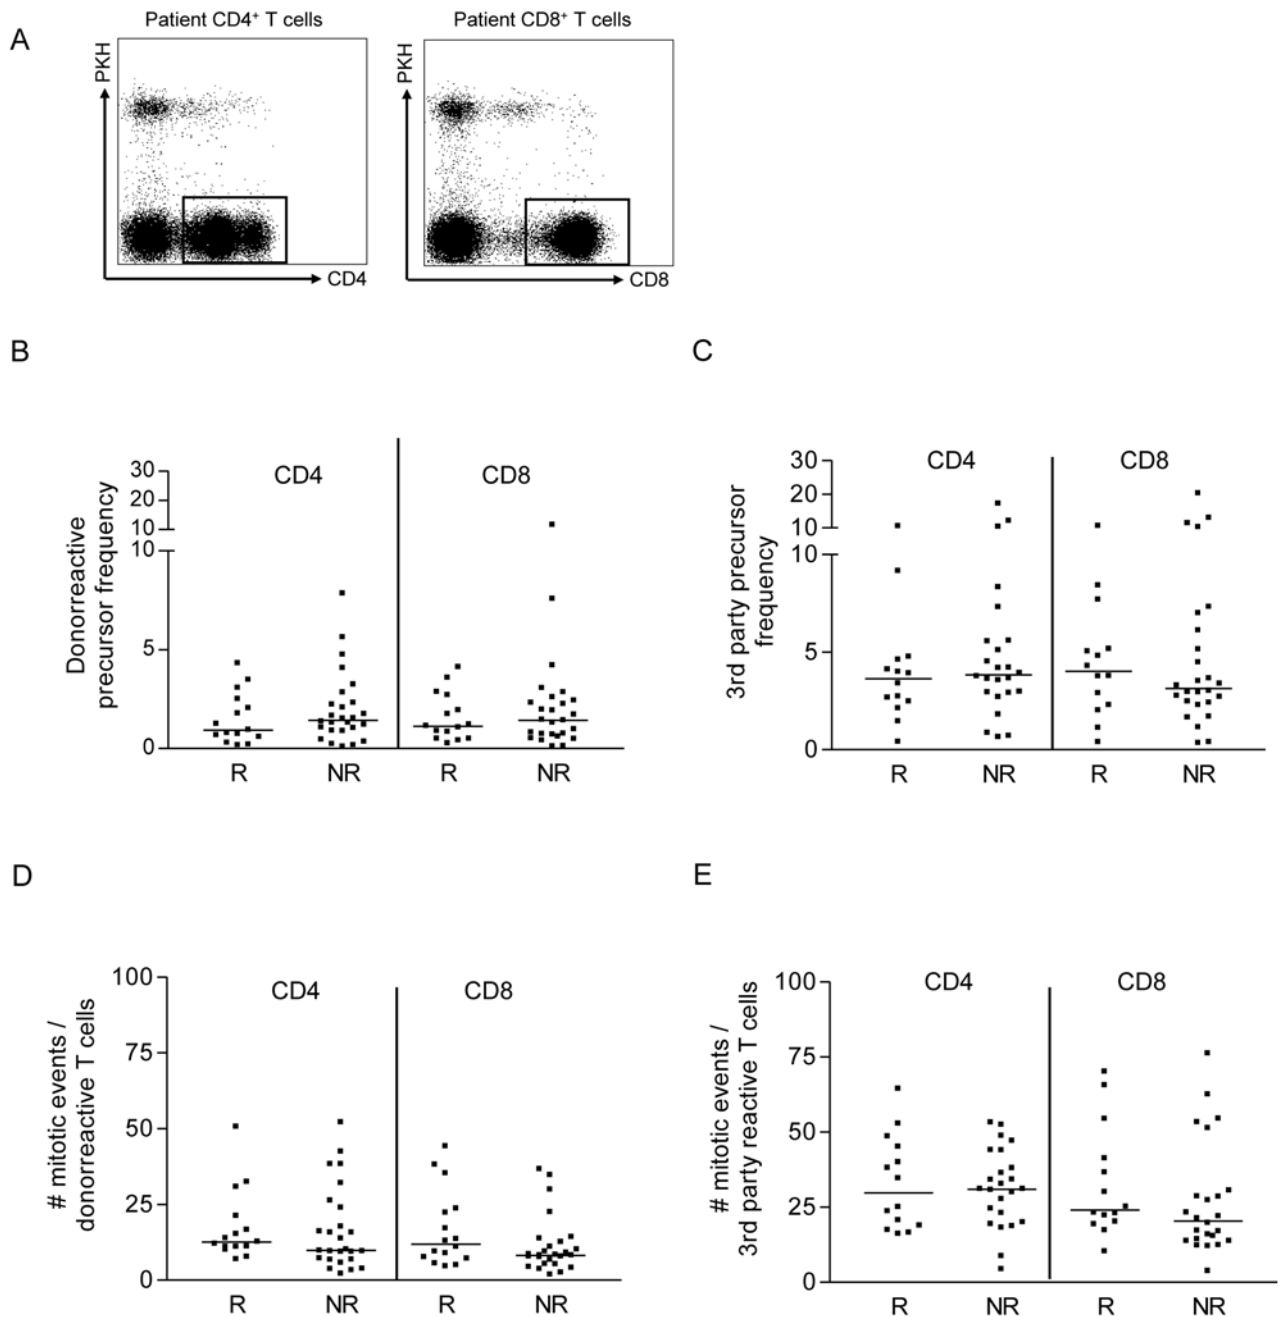 A
Patient CD4+ T cells
PKH
CD4
Patient CD8+ T cells
PKH
CD8
B
Donorreactive
precursor frequency
30
20
10
10
5
0
CD4
CD8
R
NR
R
NR
C
3rd party precursor
frequency
30
20
10
10
5
0
CD4
CD8
R
NR
R
NR
D
# mitotic events /
donorreactive T cells
100
75
50
25
0
CD4
CD8
R
NR
R
NR
E
# mitotic events /
3rd party reactive T cells
100
75
50
25
0
CD4
CD8
R
NR
R
NR